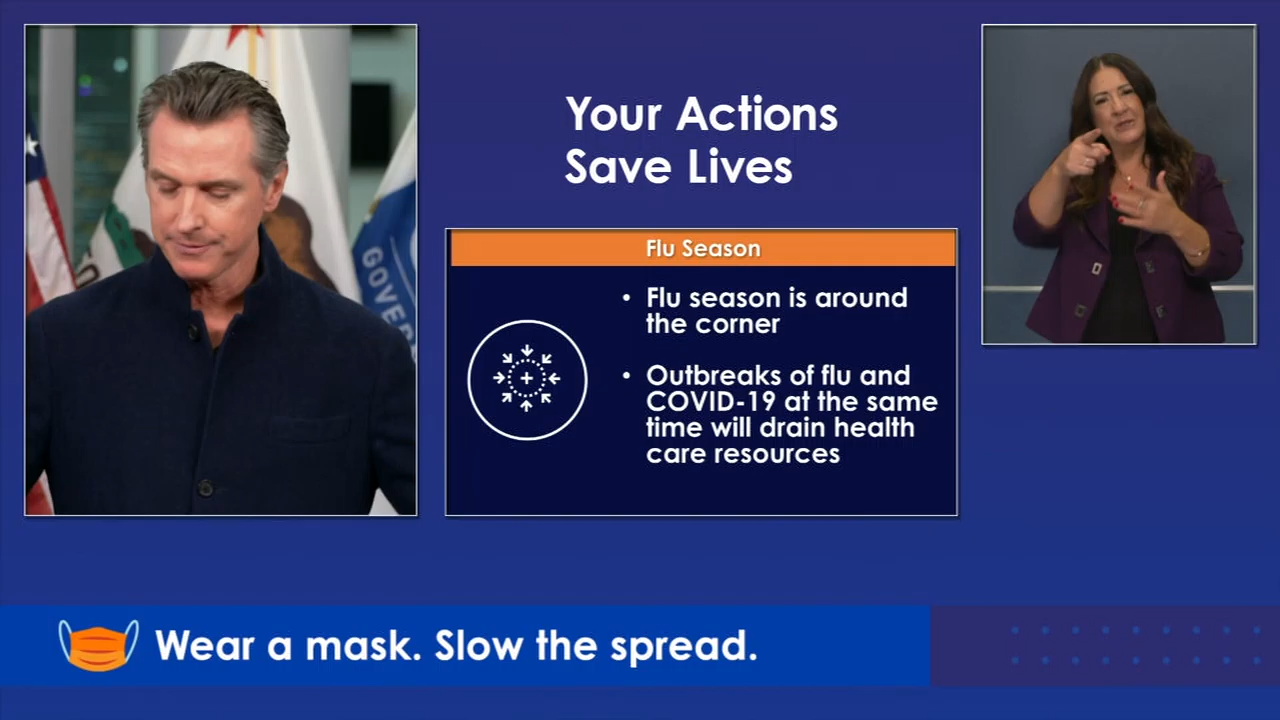 Your Actions
Save Lives
Flu Season
• Flu season is around
the corner
• Outbreaks of flu and
COVID-19 at the same
time will drain health
care resources
GOVER
Wear a mask. Slow the spread.